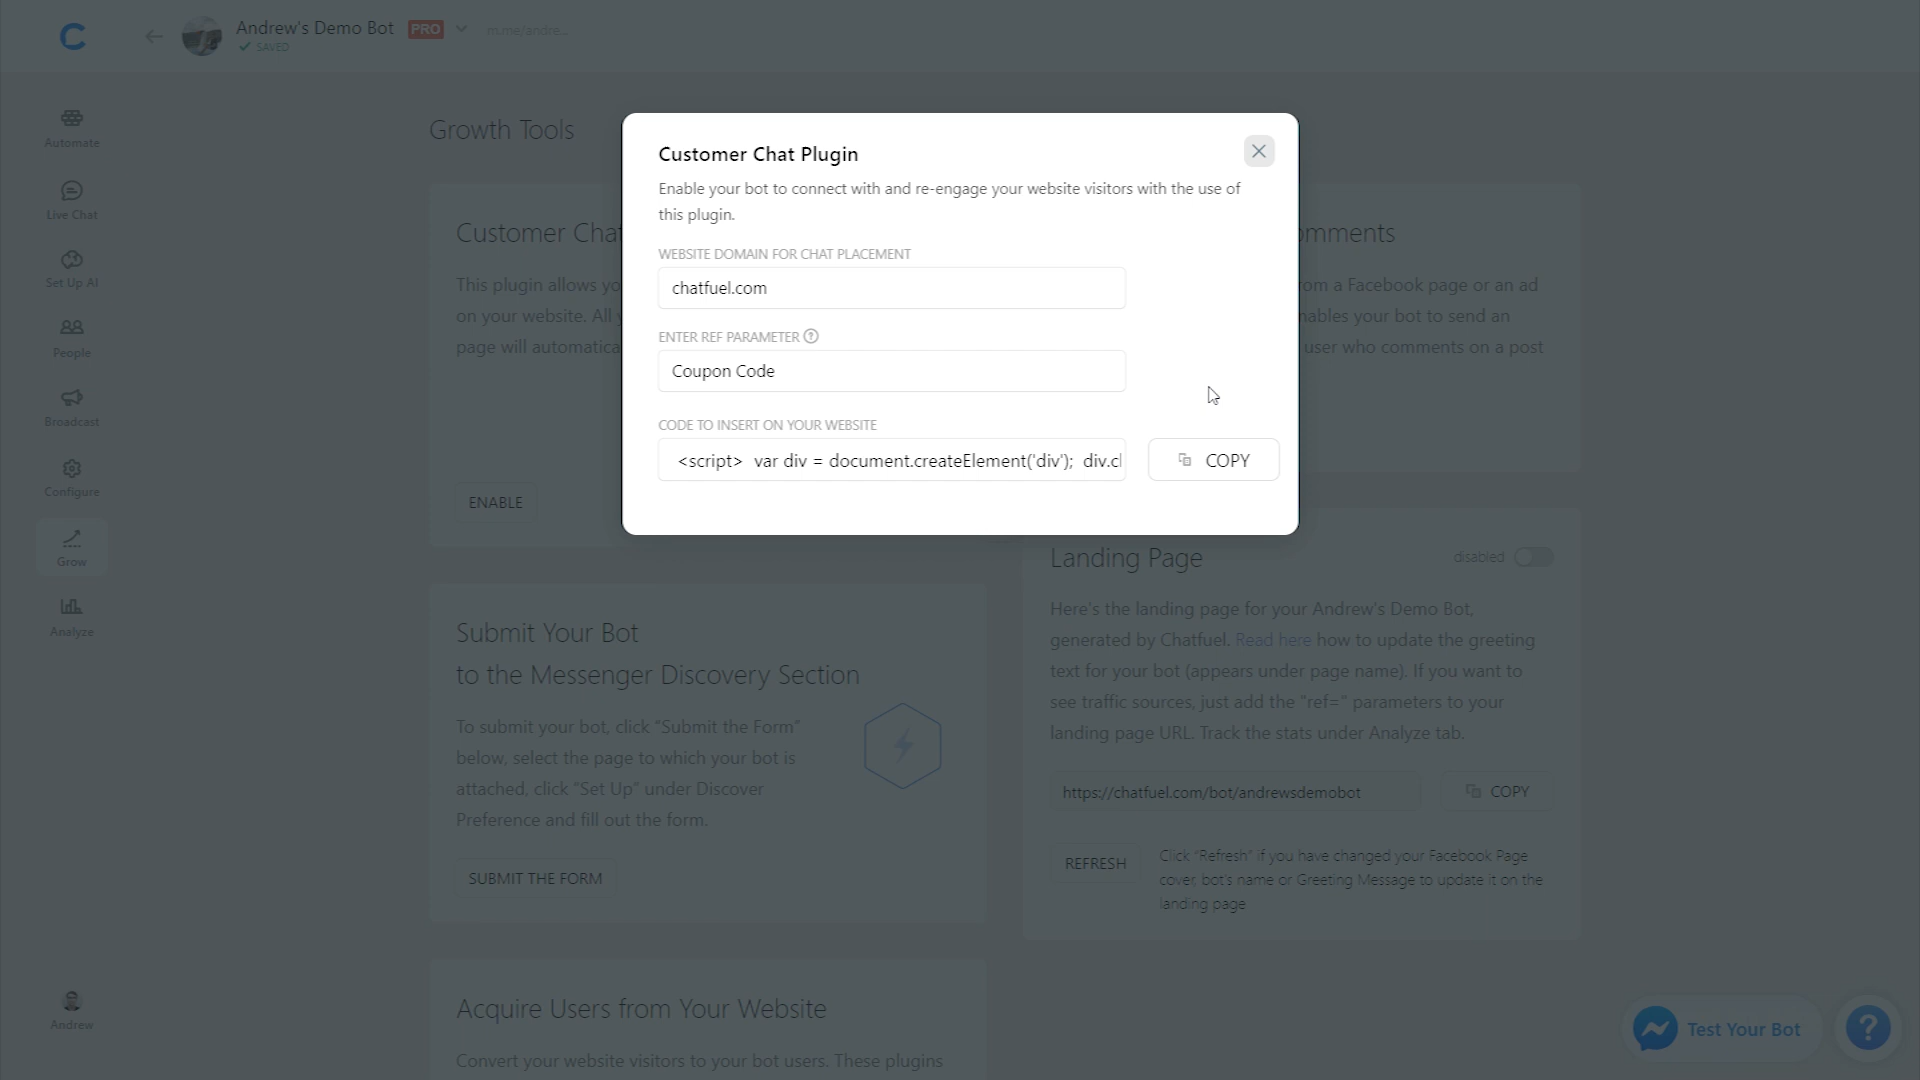 Andrew's Demo Bot PRO
m.me/andre...
SAVED
Automate
Live Chat
Set Up AI
People
Broadcast
Configure
Grow
Analyze
Andrew
Growth Tools
Customer Chat Plugin
Enable your bot to connect with and re-engage your website visitors with the use of
this plugin.
WEBSITE DOMAIN FOR CHAT PLACEMENT
chatfuel.com
ENTER REF PARAMETER ?
Coupon Code
CODE TO INSERT ON YOUR WEBSITE
<script>  var div = document.createElement('div');  div.cl
COPY
Customer Cha
This plugin allows yo
on your website. All y
page will automatica
ENABLE
omments
om a Facebook page or an ad
nables your bot to send an
user who comments on a post
Submit Your Bot
to the Messenger Discovery Section
To submit your bot, click “Submit the Form”
below, select the page to which your bot is
attached, click “Set Up” under Discover
Preference and fill out the form.
SUBMIT THE FORM
Landing Page
disabled
Here's the landing page for your Andrew's Demo Bot,
generated by Chatfuel. Read here how to update the greeting
text for your bot (appears under page name). If you want to
see traffic sources, just add the "ref=" parameters to your
landing page URL. Track the stats under Analyze tab.
https://chatfuel.com/bot/andrewsdemobot
COPY
REFRESH
Click “Refresh” if you have changed your Facebook Page
cover, bot's name or Greeting Message to update it on the
landing page
Acquire Users from Your Website
Convert your website visitors to your bot users. These plugins
Test Your Bot
?